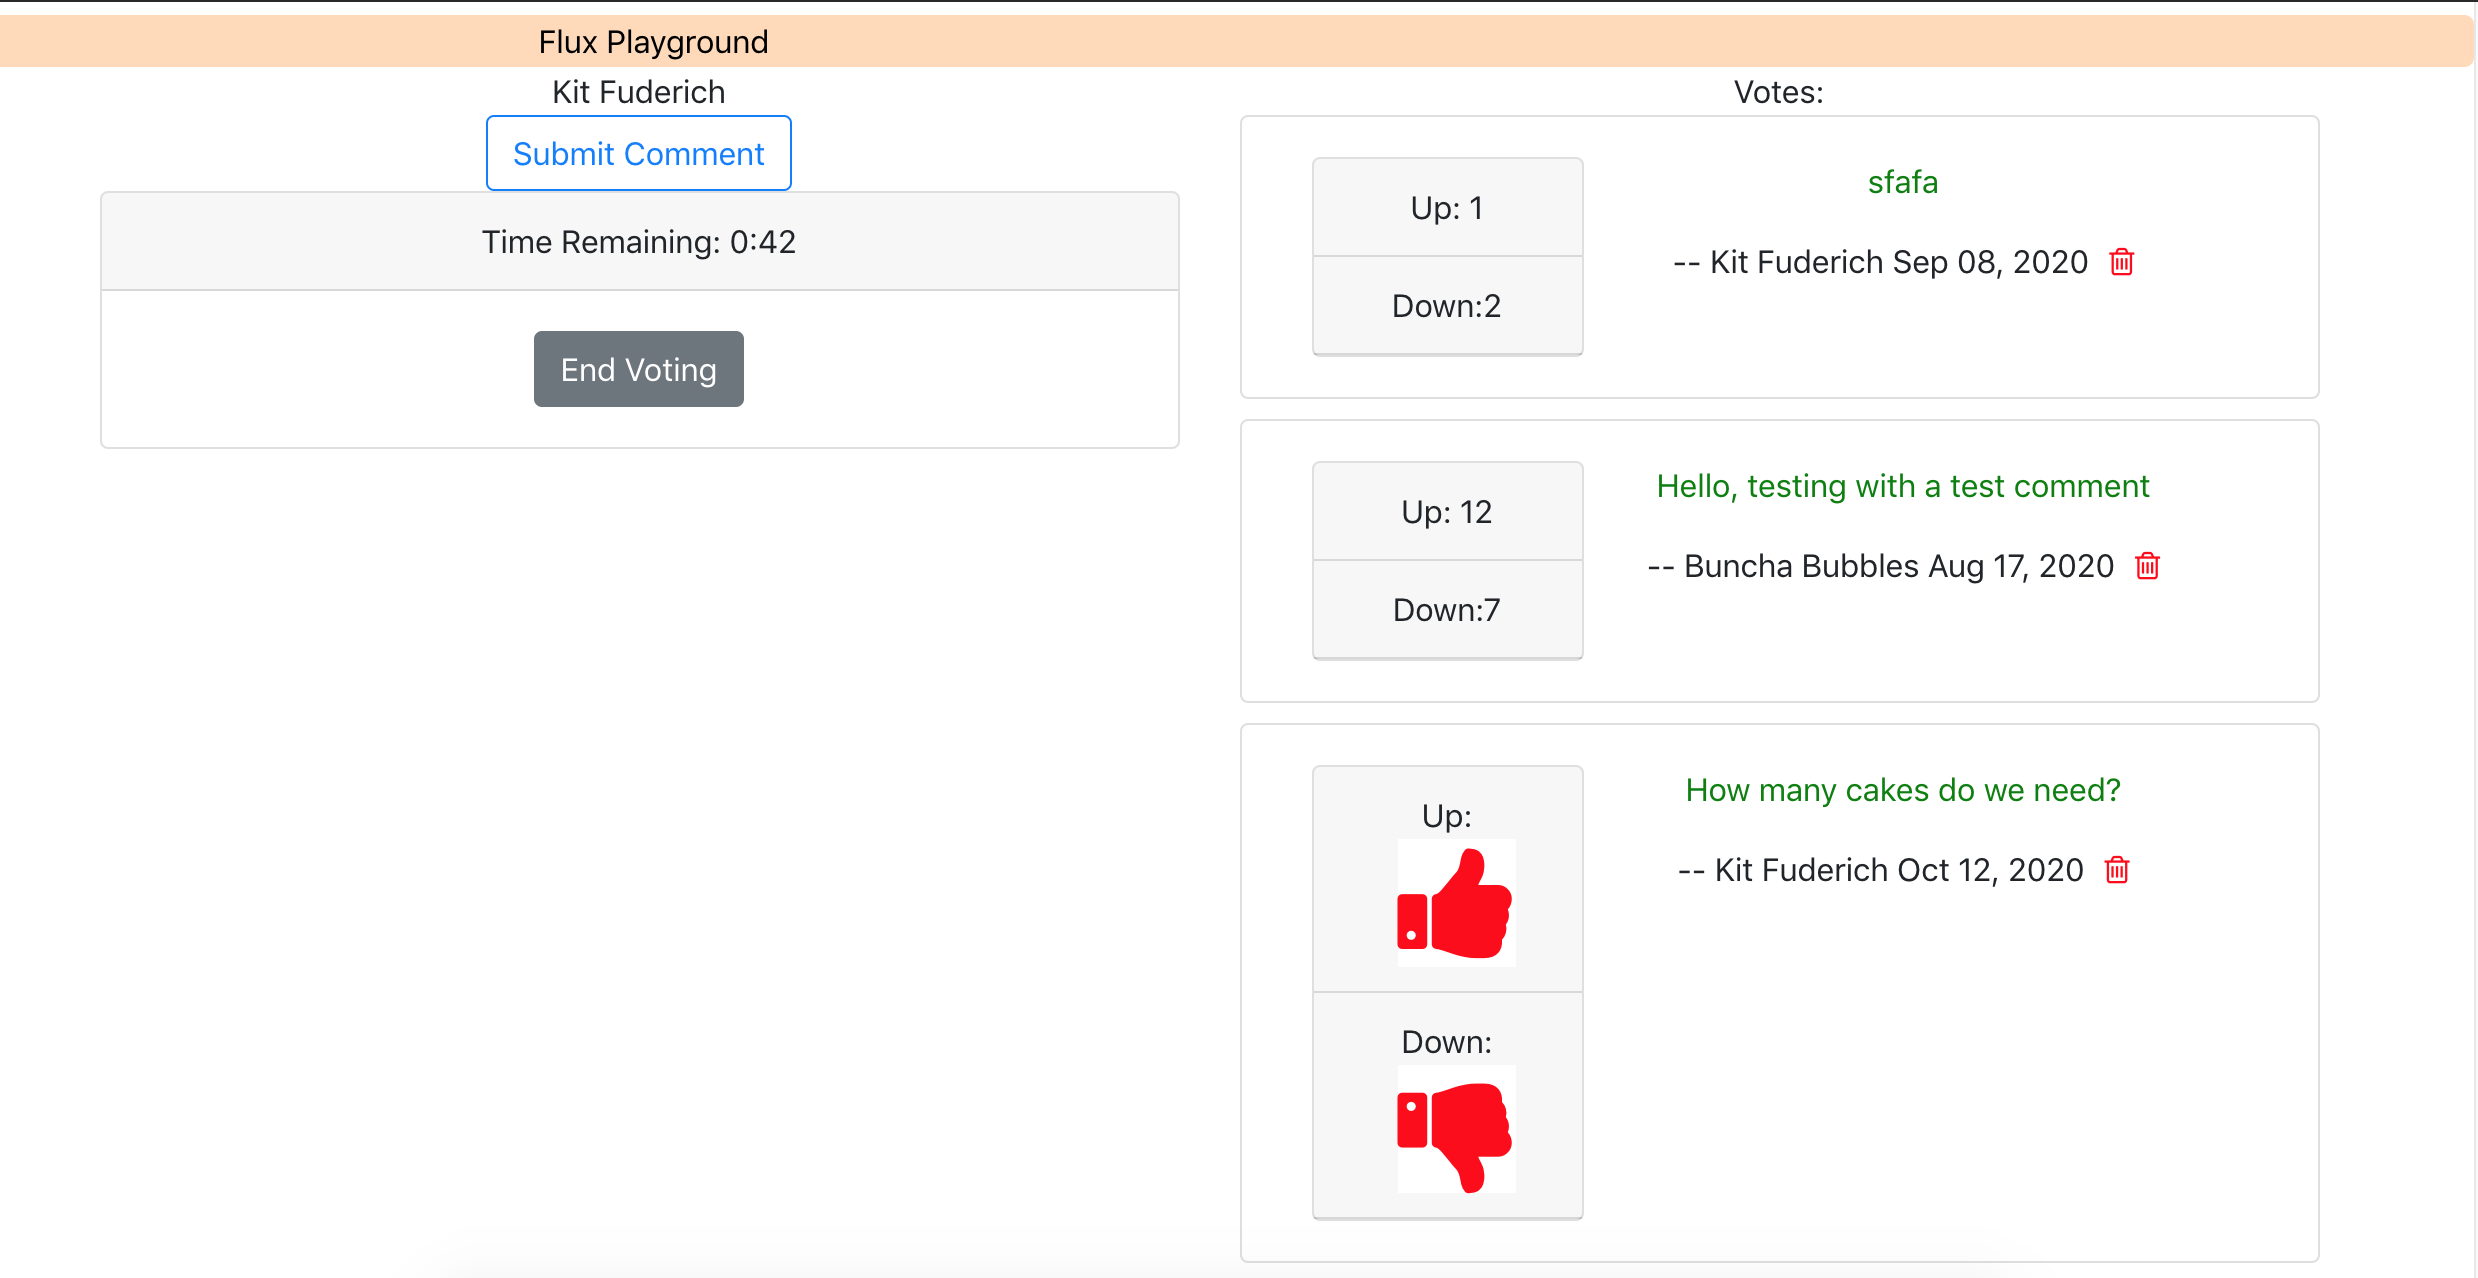 Flux Playground
Kit Fuderich
Submit Comment
Time Remaining: 0:42
End Voting
Votes:
Up: 1
Down:2
sfafa
-- Kit Fuderich Sep 08, 2020
Up: 12
Down:7
Hello, testing with a test comment
-- Buncha Bubbles Aug 17, 2020
Up:
Down:
How many cakes do we need?
-- Kit Fuderich Oct 12, 2020